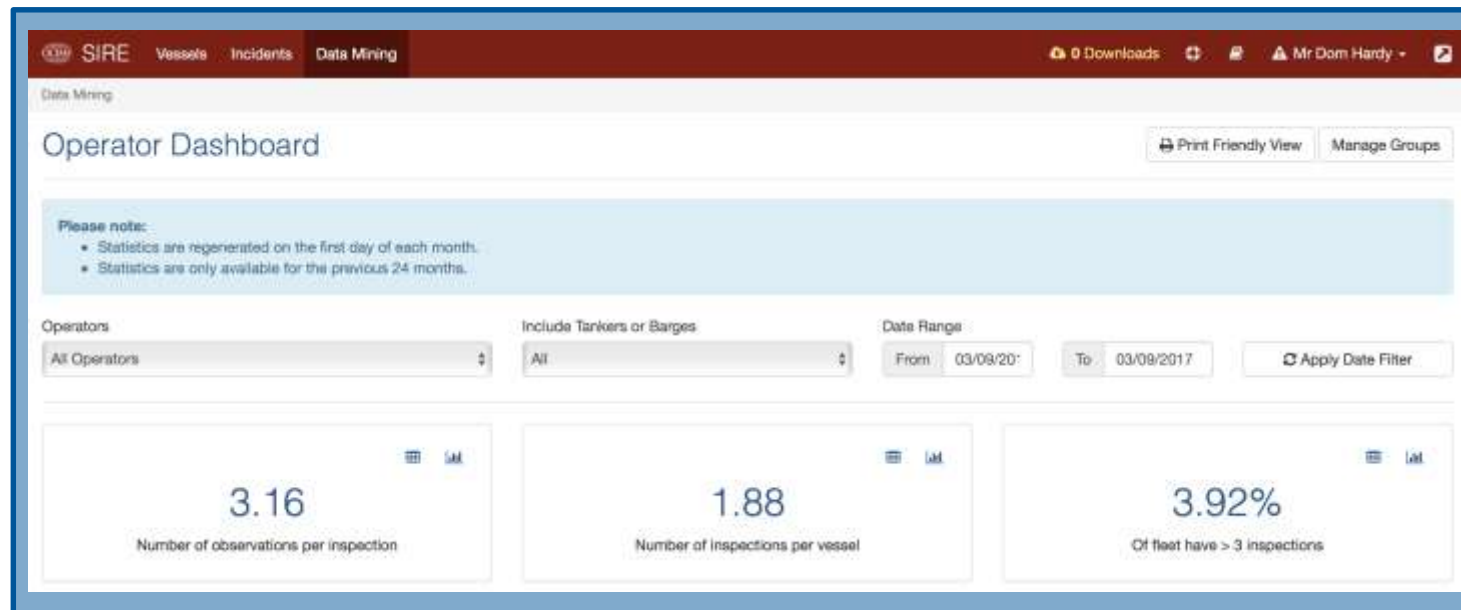 SIRE Vessels Incidents Data Mining 0 Downloads Mr Dom Hardy
Data Mining
Operator Dashboard Print Friendly View Manage Groups
Please note:
• Statistics are regenerated on the first day of each month.
• Statistics are only available for the previous 24 months.
Operators Include Tankers or Barges Date Range
All Operators All From 03/09/20 To 03/09/2017 Apply Date Filter
3.16 1.88 3.92%
Number of observations per inspection Number of inspections per vessel Of fleet have > 3 inspections